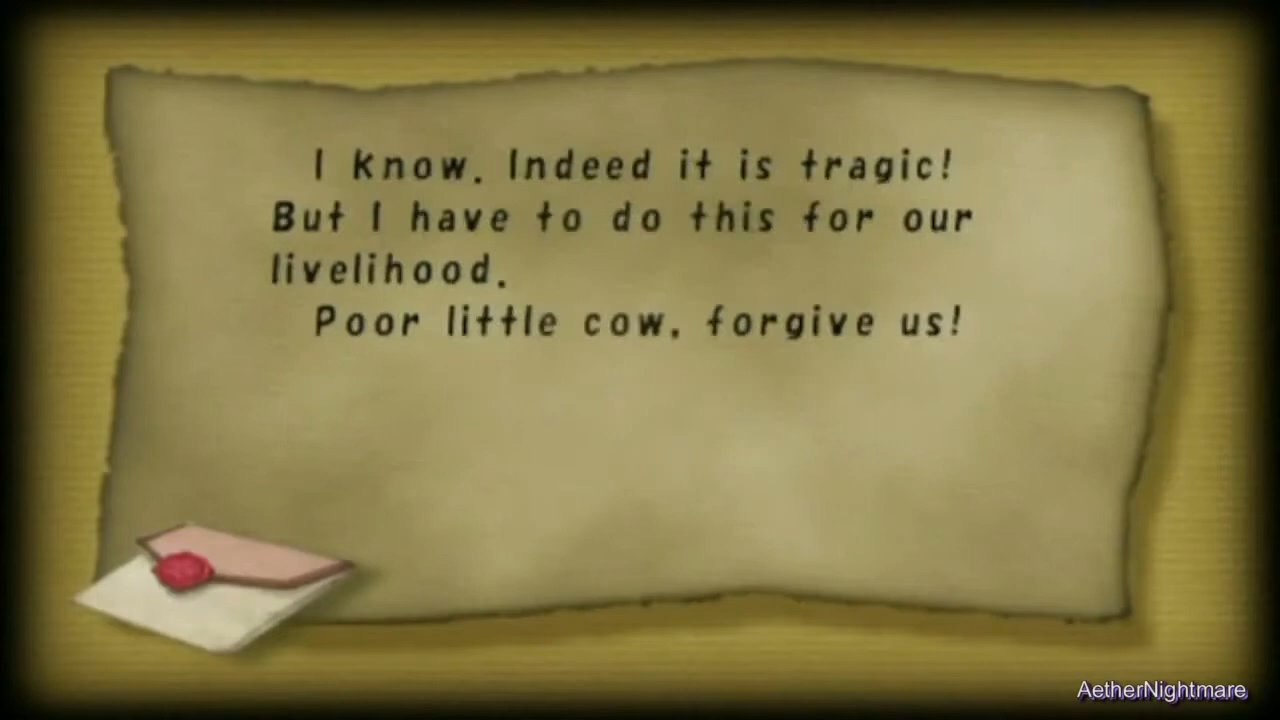 I know. Indeed it is tragic!
But I have to do this for our
livelihood.
Poor little cow, forgive us!
AetherNightmare